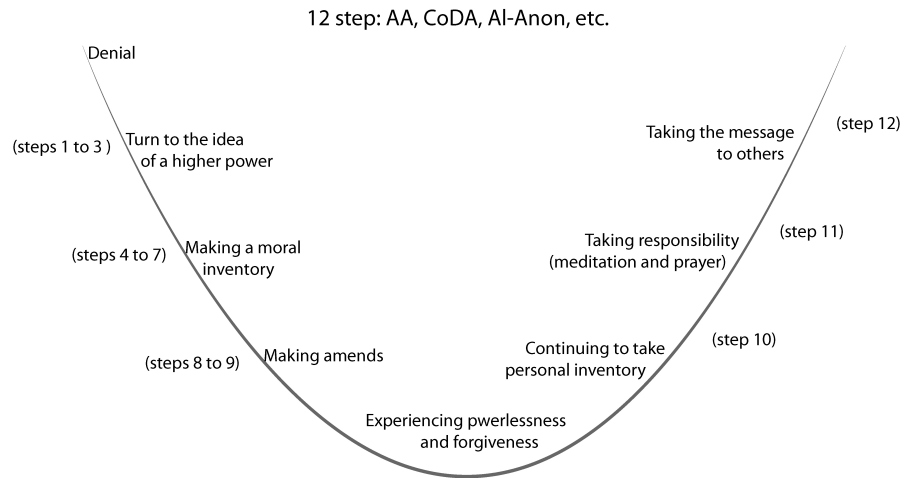 12 step: AA, CoDA, Al-Anon, etc.
Denial
(steps 1 to 3 )
Turn to the idea
of a higher power
(steps 4 to 7)
Making a moral
inventory
(steps 8 to 9)
Making amends
Experiencing pwerlessness
and forgiveness
Continuing to take
personal inventory
(step 10)
Taking responsibility
(meditation and prayer)
(step 11)
Taking the message
to others
(step 12)